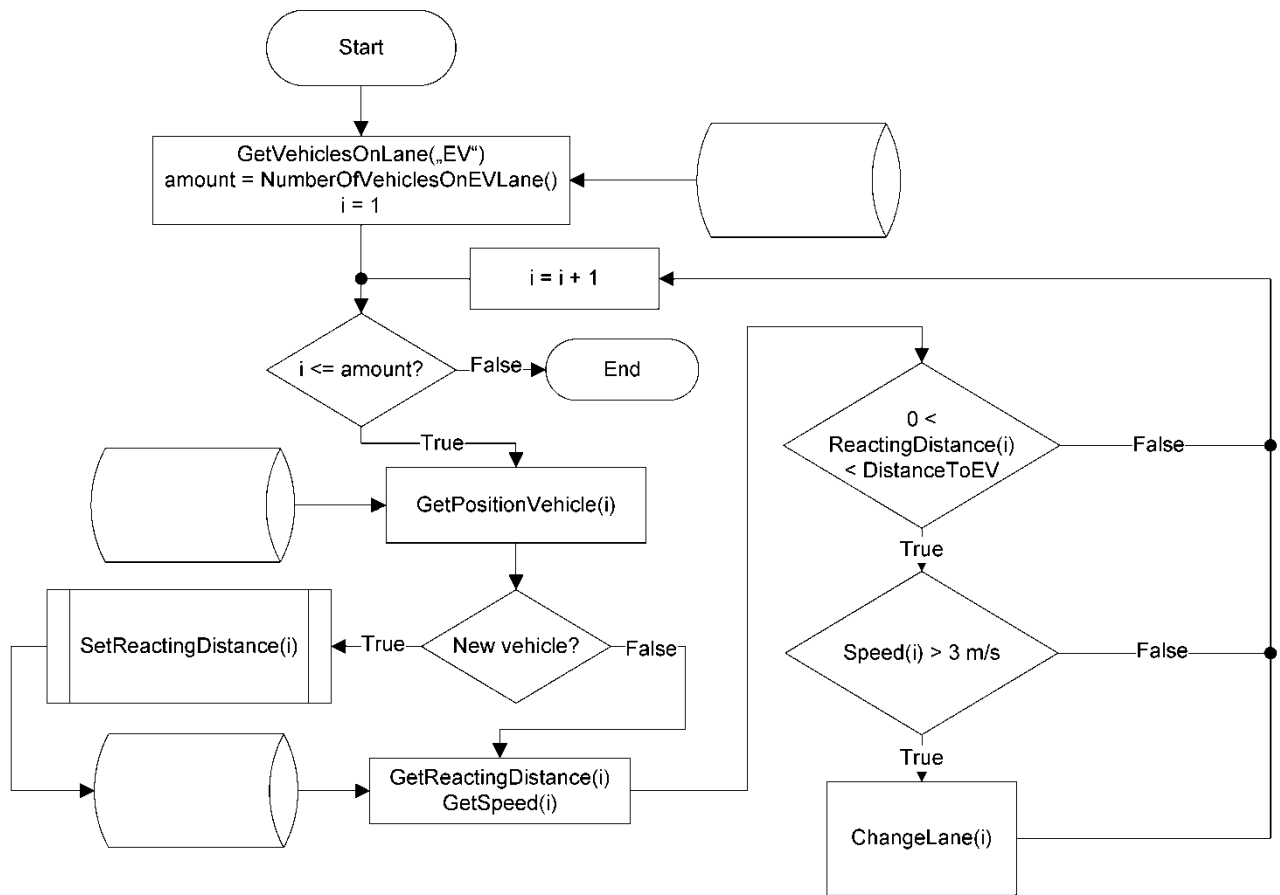 Start
GetVehiclesOnLane(„EV“)
amount = NumberOfVehiclesOnEVLane()
i = 1
i = i + 1
i <= amount?
False
End
True
GetPositionVehicle(i)
New vehicle?
True
False
SetReactingDistance(i)
GetReactingDistance(i)
GetSpeed(i)
0 <
ReactingDistance(i)
< DistanceToEV
False
True
Speed(i) > 3 m/s
False
True
ChangeLane(i)